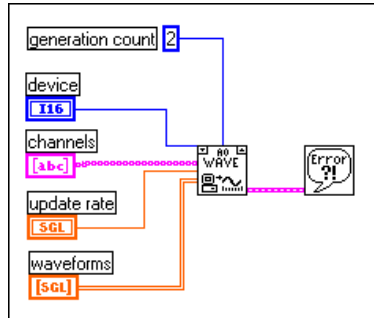 generation count 2
device
I16
channels
[abc]
AO
WAVE
Error
?!
update rate
SGL
waveforms
[SGL]